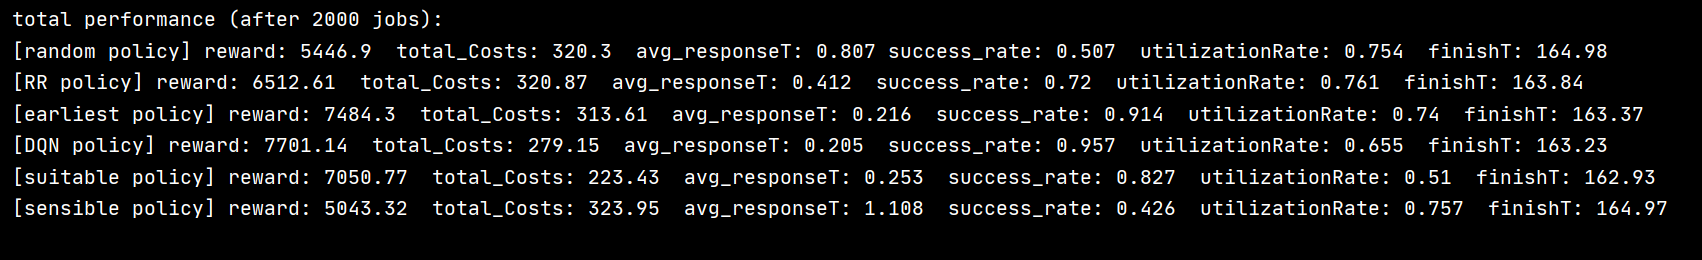 total performance (after 2000 jobs):
[random policy] reward: 5446.9  total_Costs: 320.3  avg_responseT: 0.807 success_rate: 0.507  utilizationRate: 0.754  finishT: 164.98
[RR policy] reward: 6512.61  total_Costs: 320.87  avg_responseT: 0.412  success_rate: 0.72  utilizationRate: 0.761  finishT: 163.84
[earliest policy] reward: 7484.3  total_Costs: 313.61  avg_responseT: 0.216  success_rate: 0.914  utilizationRate: 0.74  finishT: 163.37
[DQN policy] reward: 7701.14  total_Costs: 279.15  avg_responseT: 0.205  success_rate: 0.957  utilizationRate: 0.655  finishT: 163.23
[suitable policy] reward: 7050.77  total_Costs: 223.43  avg_responseT: 0.253  success_rate: 0.827  utilizationRate: 0.51  finishT: 162.93
[sensible policy] reward: 5043.32  total_Costs: 323.95  avg_responseT: 1.108  success_rate: 0.426  utilizationRate: 0.757  finishT: 164.97